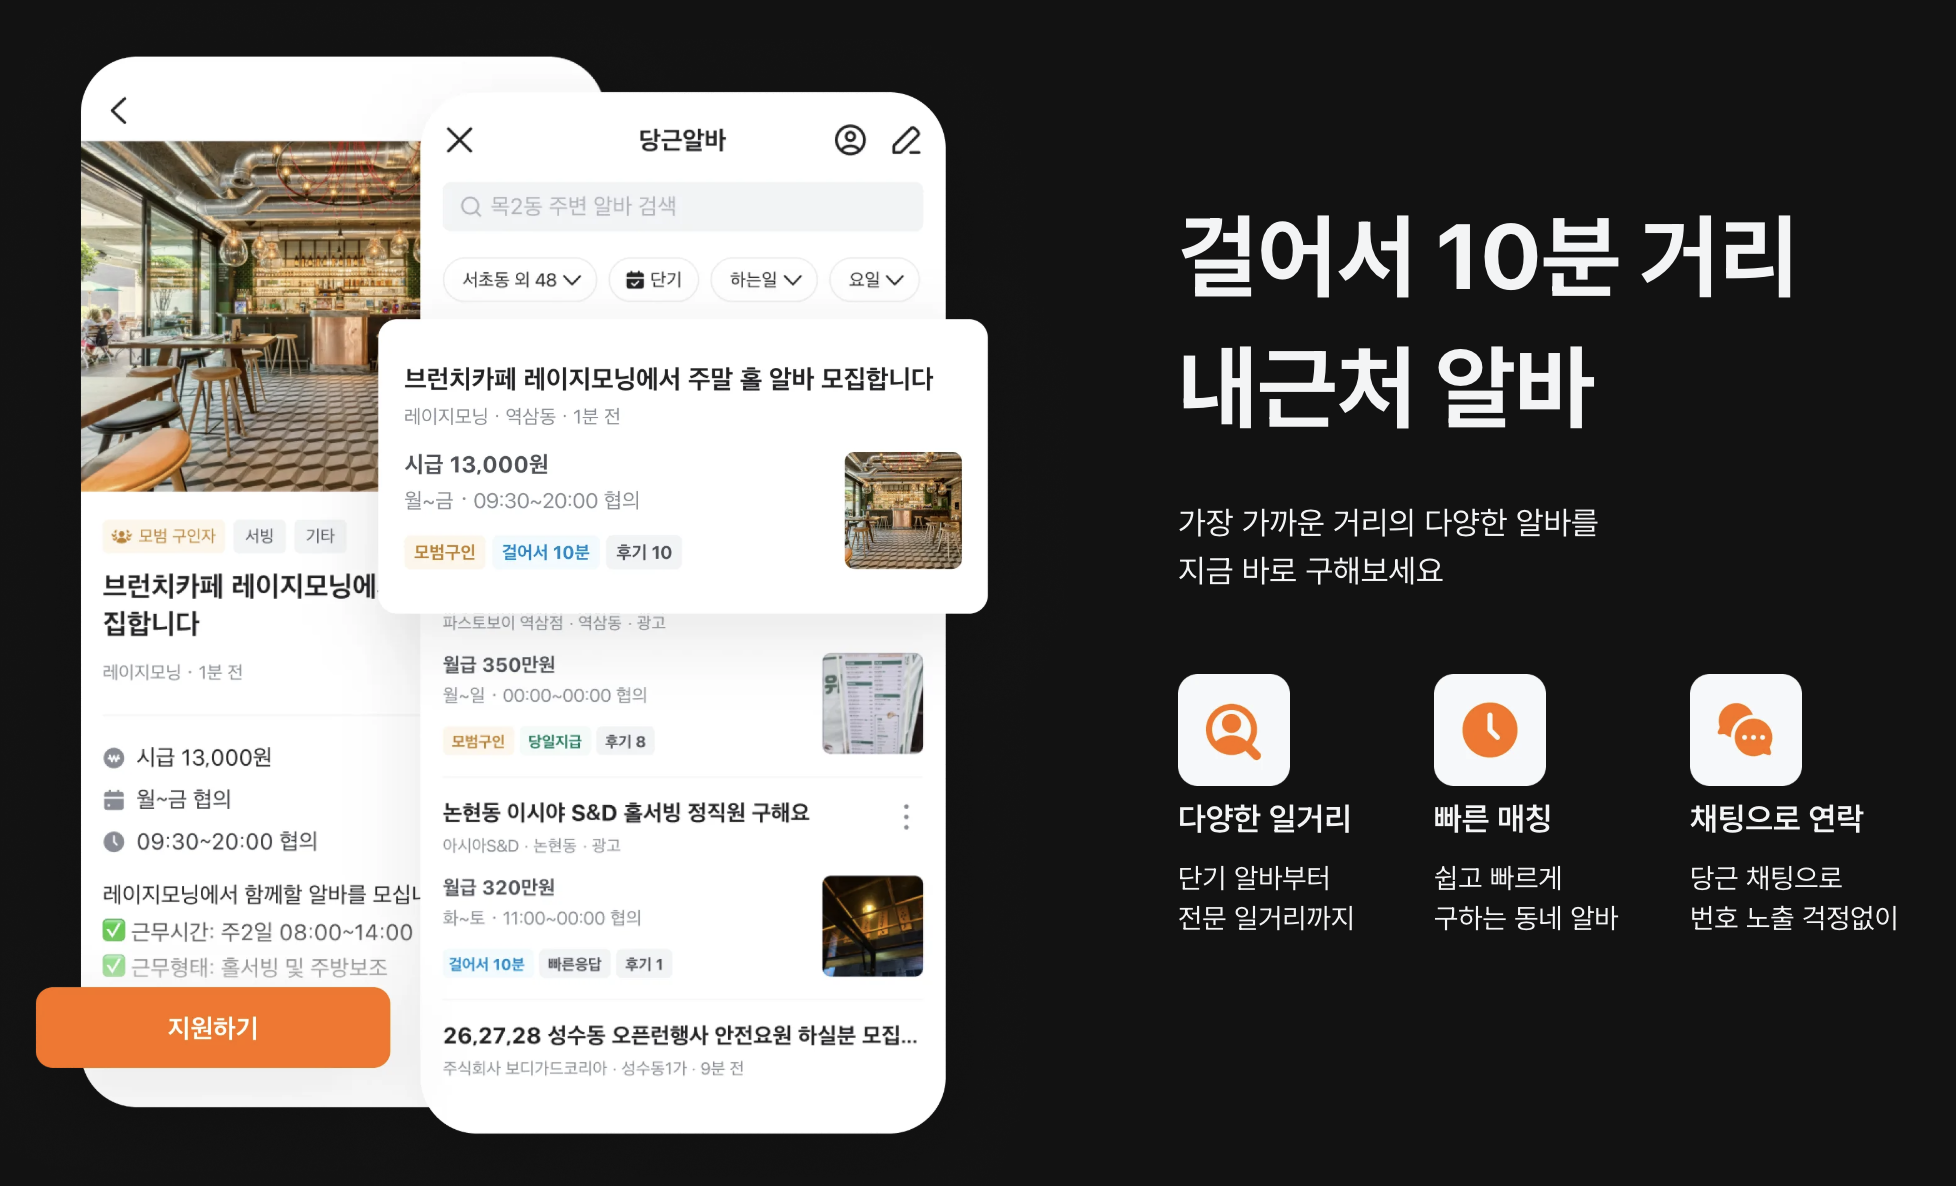 브런치카페 레이지모닝에
집합니다
레이지모닝 · 1분 전
모범 구인자
서빙
기타
시급 13,000원
월~금 협의
09:30~20:00 협의
레이지모닝에서 함께할 알바를 모십
근무시간: 주2일 08:00~14:00
근무형태: 홀서빙 및 주방보조
지원하기
당근알바
목2동 주변 알바 검색
서초동 외 48
단기
하는일
요일
브런치카페 레이지모닝에서 주말 홀 알바 모집합니다
레이지모닝 · 역삼동 · 1분 전
시급 13,000원
월~금 · 09:30~20:00 협의
모범구인
걸어서 10분
후기 10
파스토보이 역삼점 · 역삼동 · 광고
월급 350만원
월~일 · 00:00~00:00 협의
모범구인
당일지급
후기 8
논현동 이시야 S&D 홀서빙 정직원 구해요
아시아S&D · 논현동 · 광고
월급 320만원
화~토 · 11:00~00:00 협의
걸어서 10분
빠른응답
후기 1
26,27,28 성수동 오픈런행사 안전요원 하실분 모집...
주식회사 보디가드코리아 · 성수동1가 · 9분 전
걸어서 10분 거리
내근처 알바
가장 가까운 거리의 다양한 알바를
지금 바로 구해보세요
다양한 일거리
단기 알바부터
전문 일거리까지
빠른 매칭
쉽고 빠르게
구하는 동네 알바
채팅으로 연락
당근 채팅으로
번호 노출 걱정없이